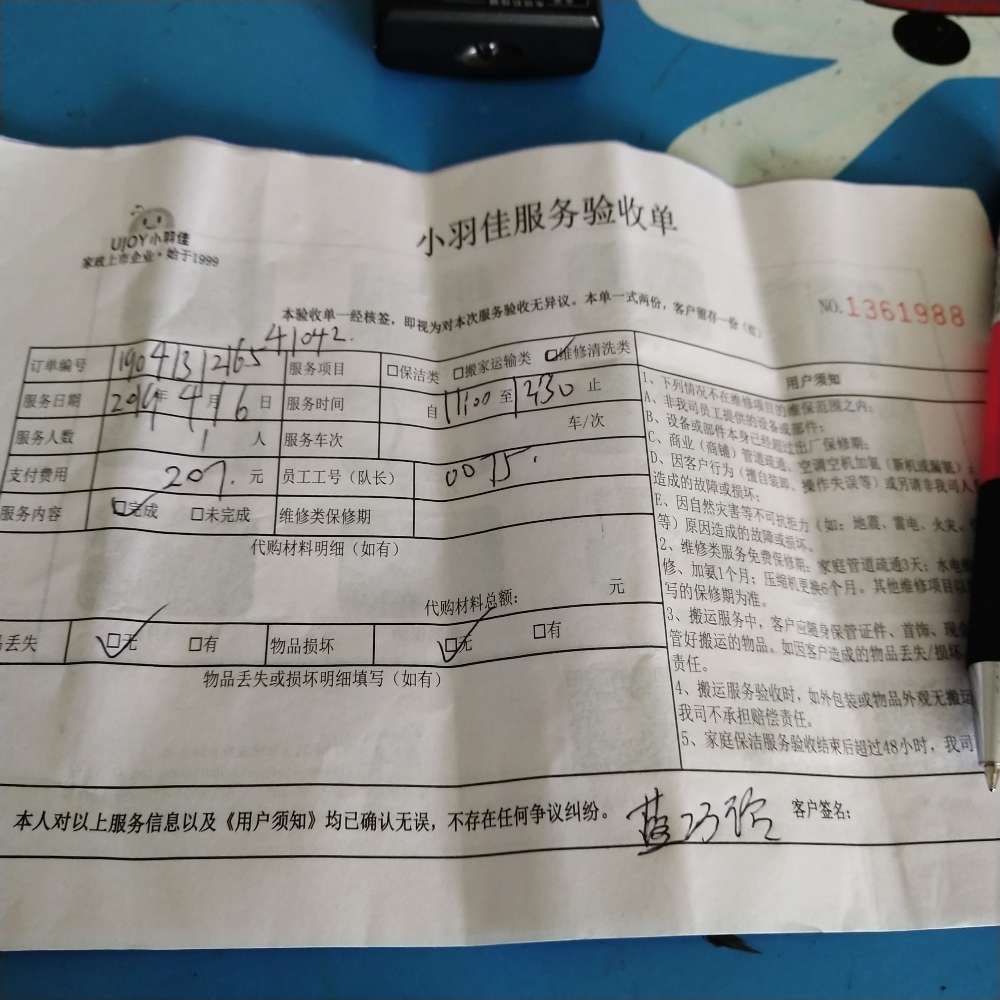 UJOY小羽佳
家政上市企业·始于1999
小羽佳服务验收单
本验收单一经核签，即视为对本次服务验收无异议。本单一式两份，客户需存一份（红）
NO.1361988
订单编号 190413121654 1042. 服务项目 □保洁类 □搬家运输类 □维修清洗类
服务日期 2019年4月16日 服务时间 自 11:00 至 1230 止
服务人数 1 人 服务车次 车/次
支付费用 207. 元 员工工号（队长） 0075.
服务内容 □完成 □未完成 维修类保修期
代购材料明细（如有）
代购材料总额： 元
丢失 □无 □有 物品损坏 □无 □有
物品丢失或损坏明细填写（如有）
用户须知
1、下列情况不在维修项目的维保范围之内：
A、非我司员工提供的设备或部件；
B、设备或部件本身已经超过出厂保修期；
C、商业（商铺）管道疏通、空调空机加氨（新机或漏氨
D、因客户行为（擅自装卸、操作失误等）或另请非我司人员
造成的故障或损坏；
E、因自然灾害等不可抗拒力（如：地震、雷电、火灾、
等）原因造成的故障或损坏。
2、维修类服务免费保修期：家庭管道疏通3天；水电维
修、加氨1个月；压缩机更换6个月。其他维修项目以
写的保修期为准。
3、搬运服务中，客户应随身保管证件、首饰、现金
管好搬运的物品。如因客户造成的物品丢失/损坏
责任。
4、搬运服务验收时，如外包装或物品外观无搬运
我司不承担赔偿责任。
5、家庭保洁服务验收结束后超过48小时，我司
本人对以上服务信息以及《用户须知》均已确认无误，不存在任何争议纠纷。 客户签名：